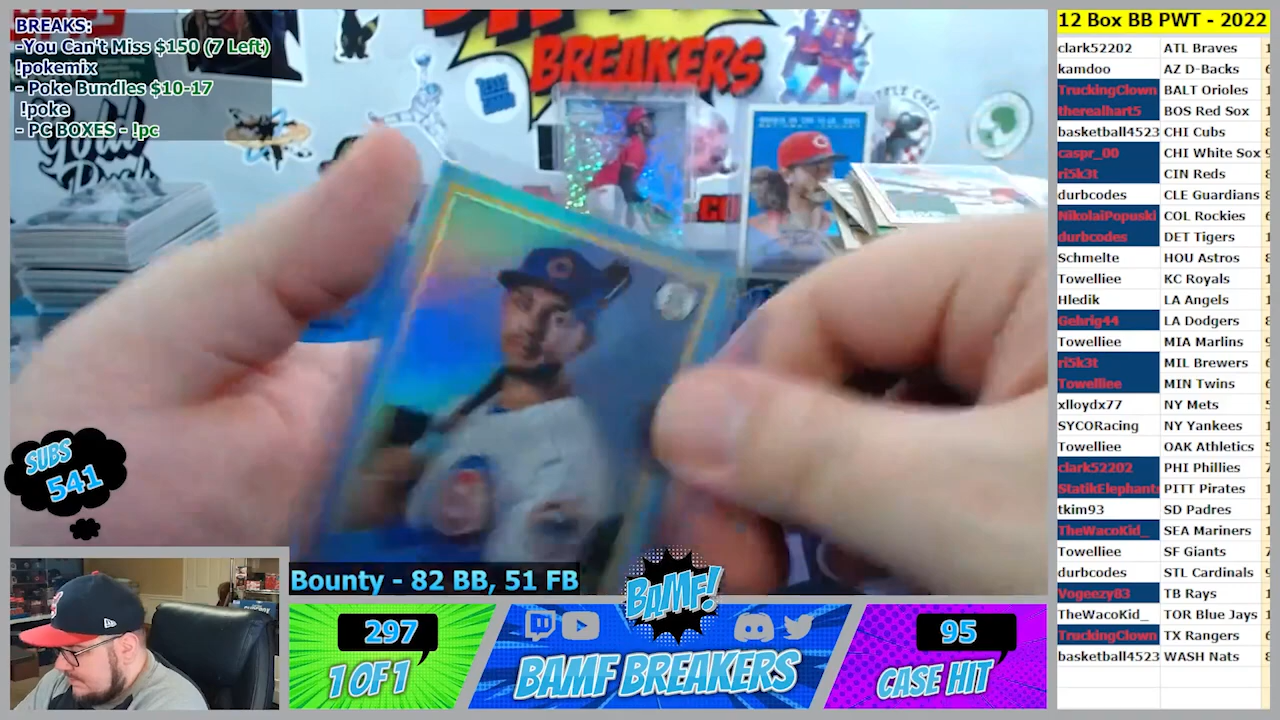 BREAKS:
-You Can't Miss $150 (7 Left)
!pokemix
- Poke Bundles $10-17
!poke
- PC BOXES - !pc
BREAKERS
SUBS
541
Bounty - 82 BB, 51 FB
BAMF!
297
1 OF 1
BAMF BREAKERS
95
CASE HIT
12 Box BB PWT - 2022
clark52202 ATL Braves
kamdoo AZ D-Backs
TruckingClown BALT Orioles
therealhart5 BOS Red Sox
basketball4523 CHI Cubs
caspr_00 CHI White Sox
ri5k3t CIN Reds
durbcodes CLE Guardians
NikolaiPopuski COL Rockies
durbcodes DET Tigers
Schmelte HOU Astros
Towelliee KC Royals
Hledik LA Angels
Gehrig44 LA Dodgers
Towelliee MIA Marlins
ri5k3t MIL Brewers
Towelliee MIN Twins
xlloydx77 NY Mets
SYCORacing NY Yankees
Towelliee OAK Athletics
clark52202 PHI Phillies
StatikElephant PITT Pirates
tkim93 SD Padres
TheWacoKid_ SEA Mariners
Towelliee SF Giants
durbcodes STL Cardinals
Vogeezy83 TB Rays
TheWacoKid_ TOR Blue Jays
TruckingClown TX Rangers
basketball4523 WASH Nats